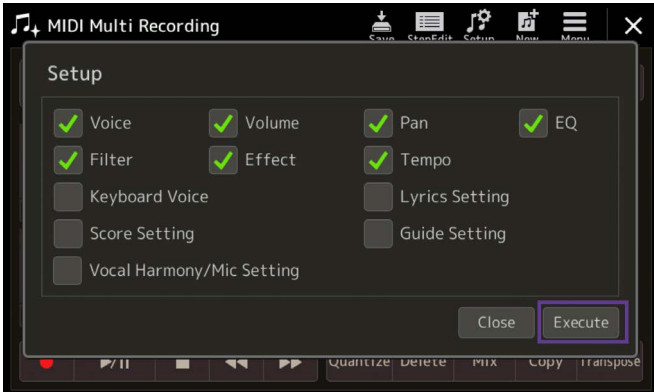 MIDI Multi Recording
Save StepEdit Setup New Menu
Setup
Voice Volume Pan EQ
Filter Effect Tempo
Keyboard Voice Lyrics Setting
Score Setting Guide Setting
Vocal Harmony/Mic Setting
Close Execute
Quantize Delete Mix Copy Transpose